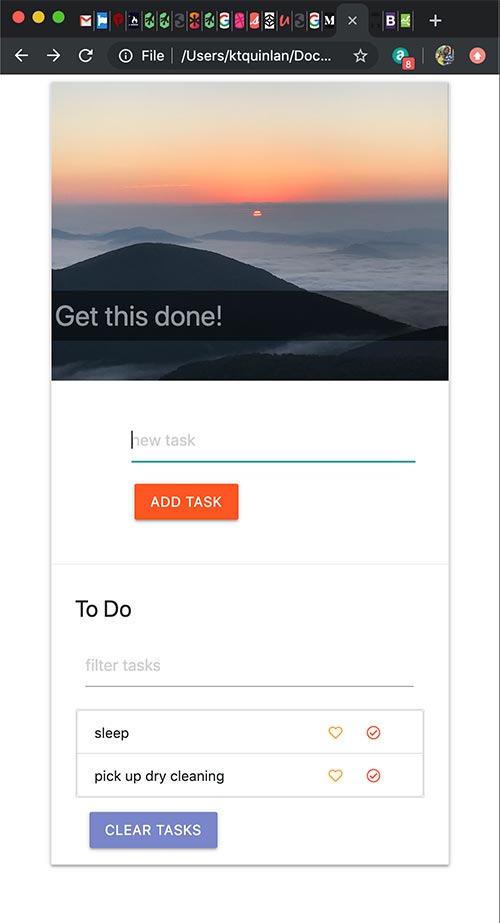 File | /Users/ktquinlan/Doc...
8
Get this done!
new task
ADD TASK
To Do
filter tasks
sleep
pick up dry cleaning
CLEAR TASKS